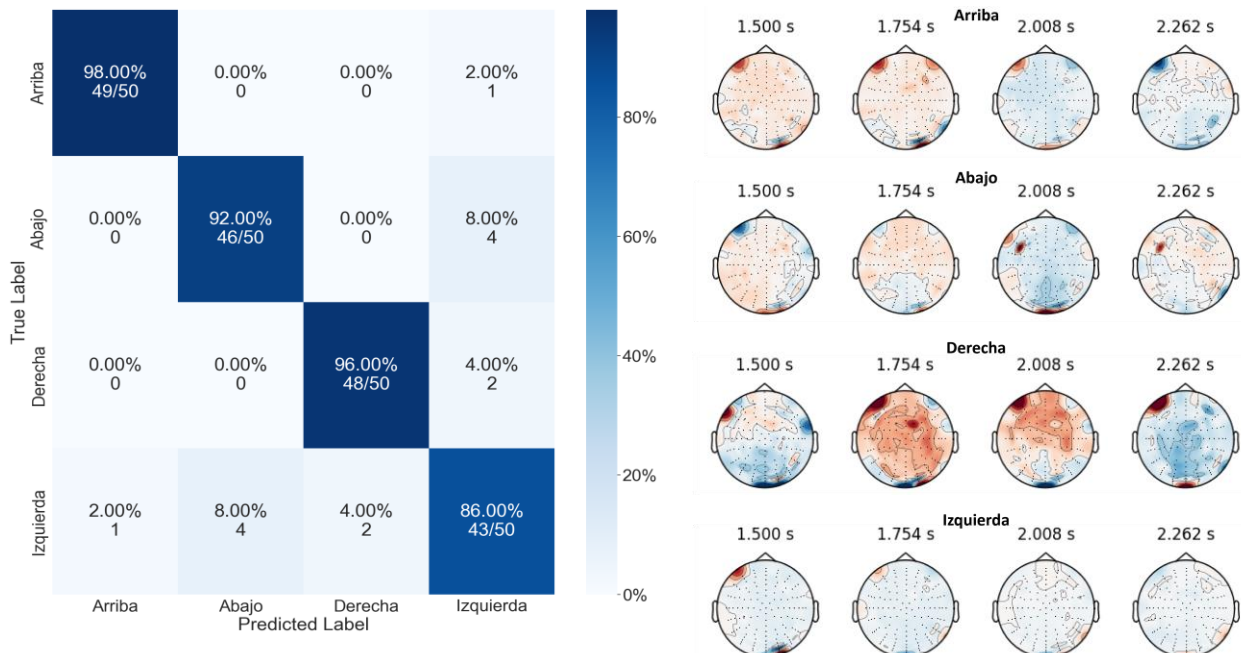 True Label
Arriba
98.00%
49/50
0.00%
0
0.00%
0
2.00%
1
Abajo
0.00%
0
92.00%
46/50
0.00%
0
8.00%
4
Derecha
0.00%
0
0.00%
0
96.00%
48/50
4.00%
2
Izquierda
2.00%
1
8.00%
4
4.00%
2
86.00%
43/50
Arriba Abajo Derecha Izquierda
Predicted Label
80%
60%
40%
20%
0%
Arriba
1.500 s 1.754 s 2.008 s 2.262 s
Abajo
1.500 s 1.754 s 2.008 s 2.262 s
Derecha
1.500 s 1.754 s 2.008 s 2.262 s
Izquierda
1.500 s 1.754 s 2.008 s 2.262 s